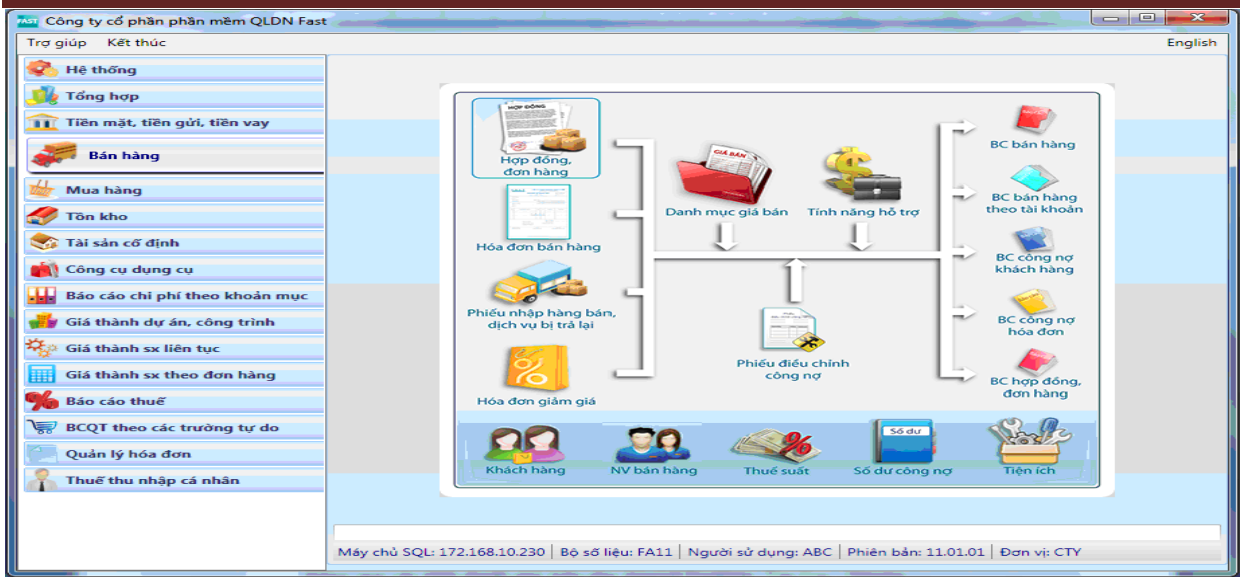 FAST Công ty cổ phần phần mềm QLDN Fast
Trợ giúp Kết thúc English
Hệ thống
Tổng hợp
Tiền mặt, tiền gửi, tiền vay
Bán hàng
Mua hàng
Tồn kho
Tài sản cố định
Công cụ dụng cụ
Báo cáo chi phí theo khoản mục
Giá thành dự án, công trình
Giá thành sx liên tục
Giá thành sx theo đơn hàng
Báo cáo thuế
BCQT theo các trường tự do
Quản lý hóa đơn
Thuế thu nhập cá nhân
HỢP ĐỒNG
Hợp đồng,
đơn hàng
Hóa đơn bán hàng
Phiếu nhập hàng bán,
dịch vụ bị trả lại
Hóa đơn giảm giá
GIÁ BÁN
Danh mục giá bán
Tính năng hỗ trợ
Phiếu điều chỉnh
công nợ
BC bán hàng
BC bán hàng
theo tài khoản
BC công nợ
khách hàng
BC công nợ
hóa đơn
BC hợp đồng,
đơn hàng
Khách hàng
NV bán hàng
Thuế suất
Số dư
Số dư công nợ
Tiện ích
Máy chủ SQL: 172.168.10.230 Bộ số liệu: FA11 Người sử dụng: ABC Phiên bản: 11.01.01 Đơn vị: CTY